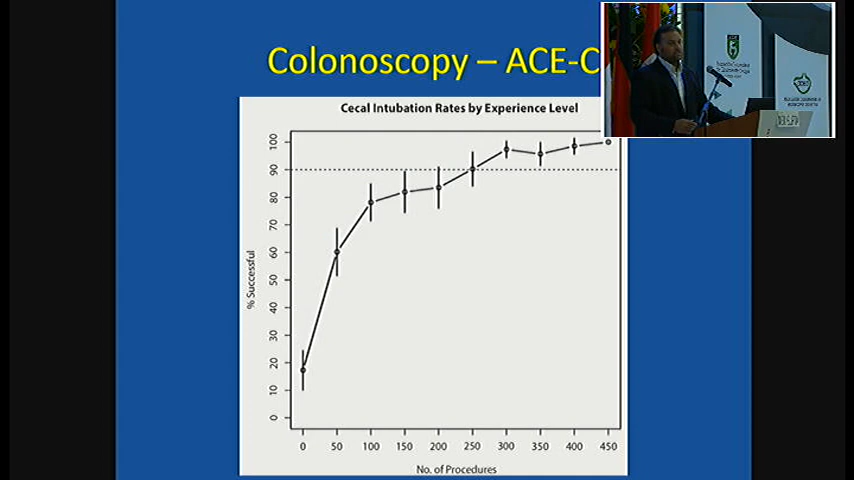 Colonoscopy – ACE-C
Cecal Intubation Rates by Experience Level
% Successful
100
90
80
70
60
50
40
30
20
10
0
0 50 100 150 200 250 300 350 400 450
No. of Procedures